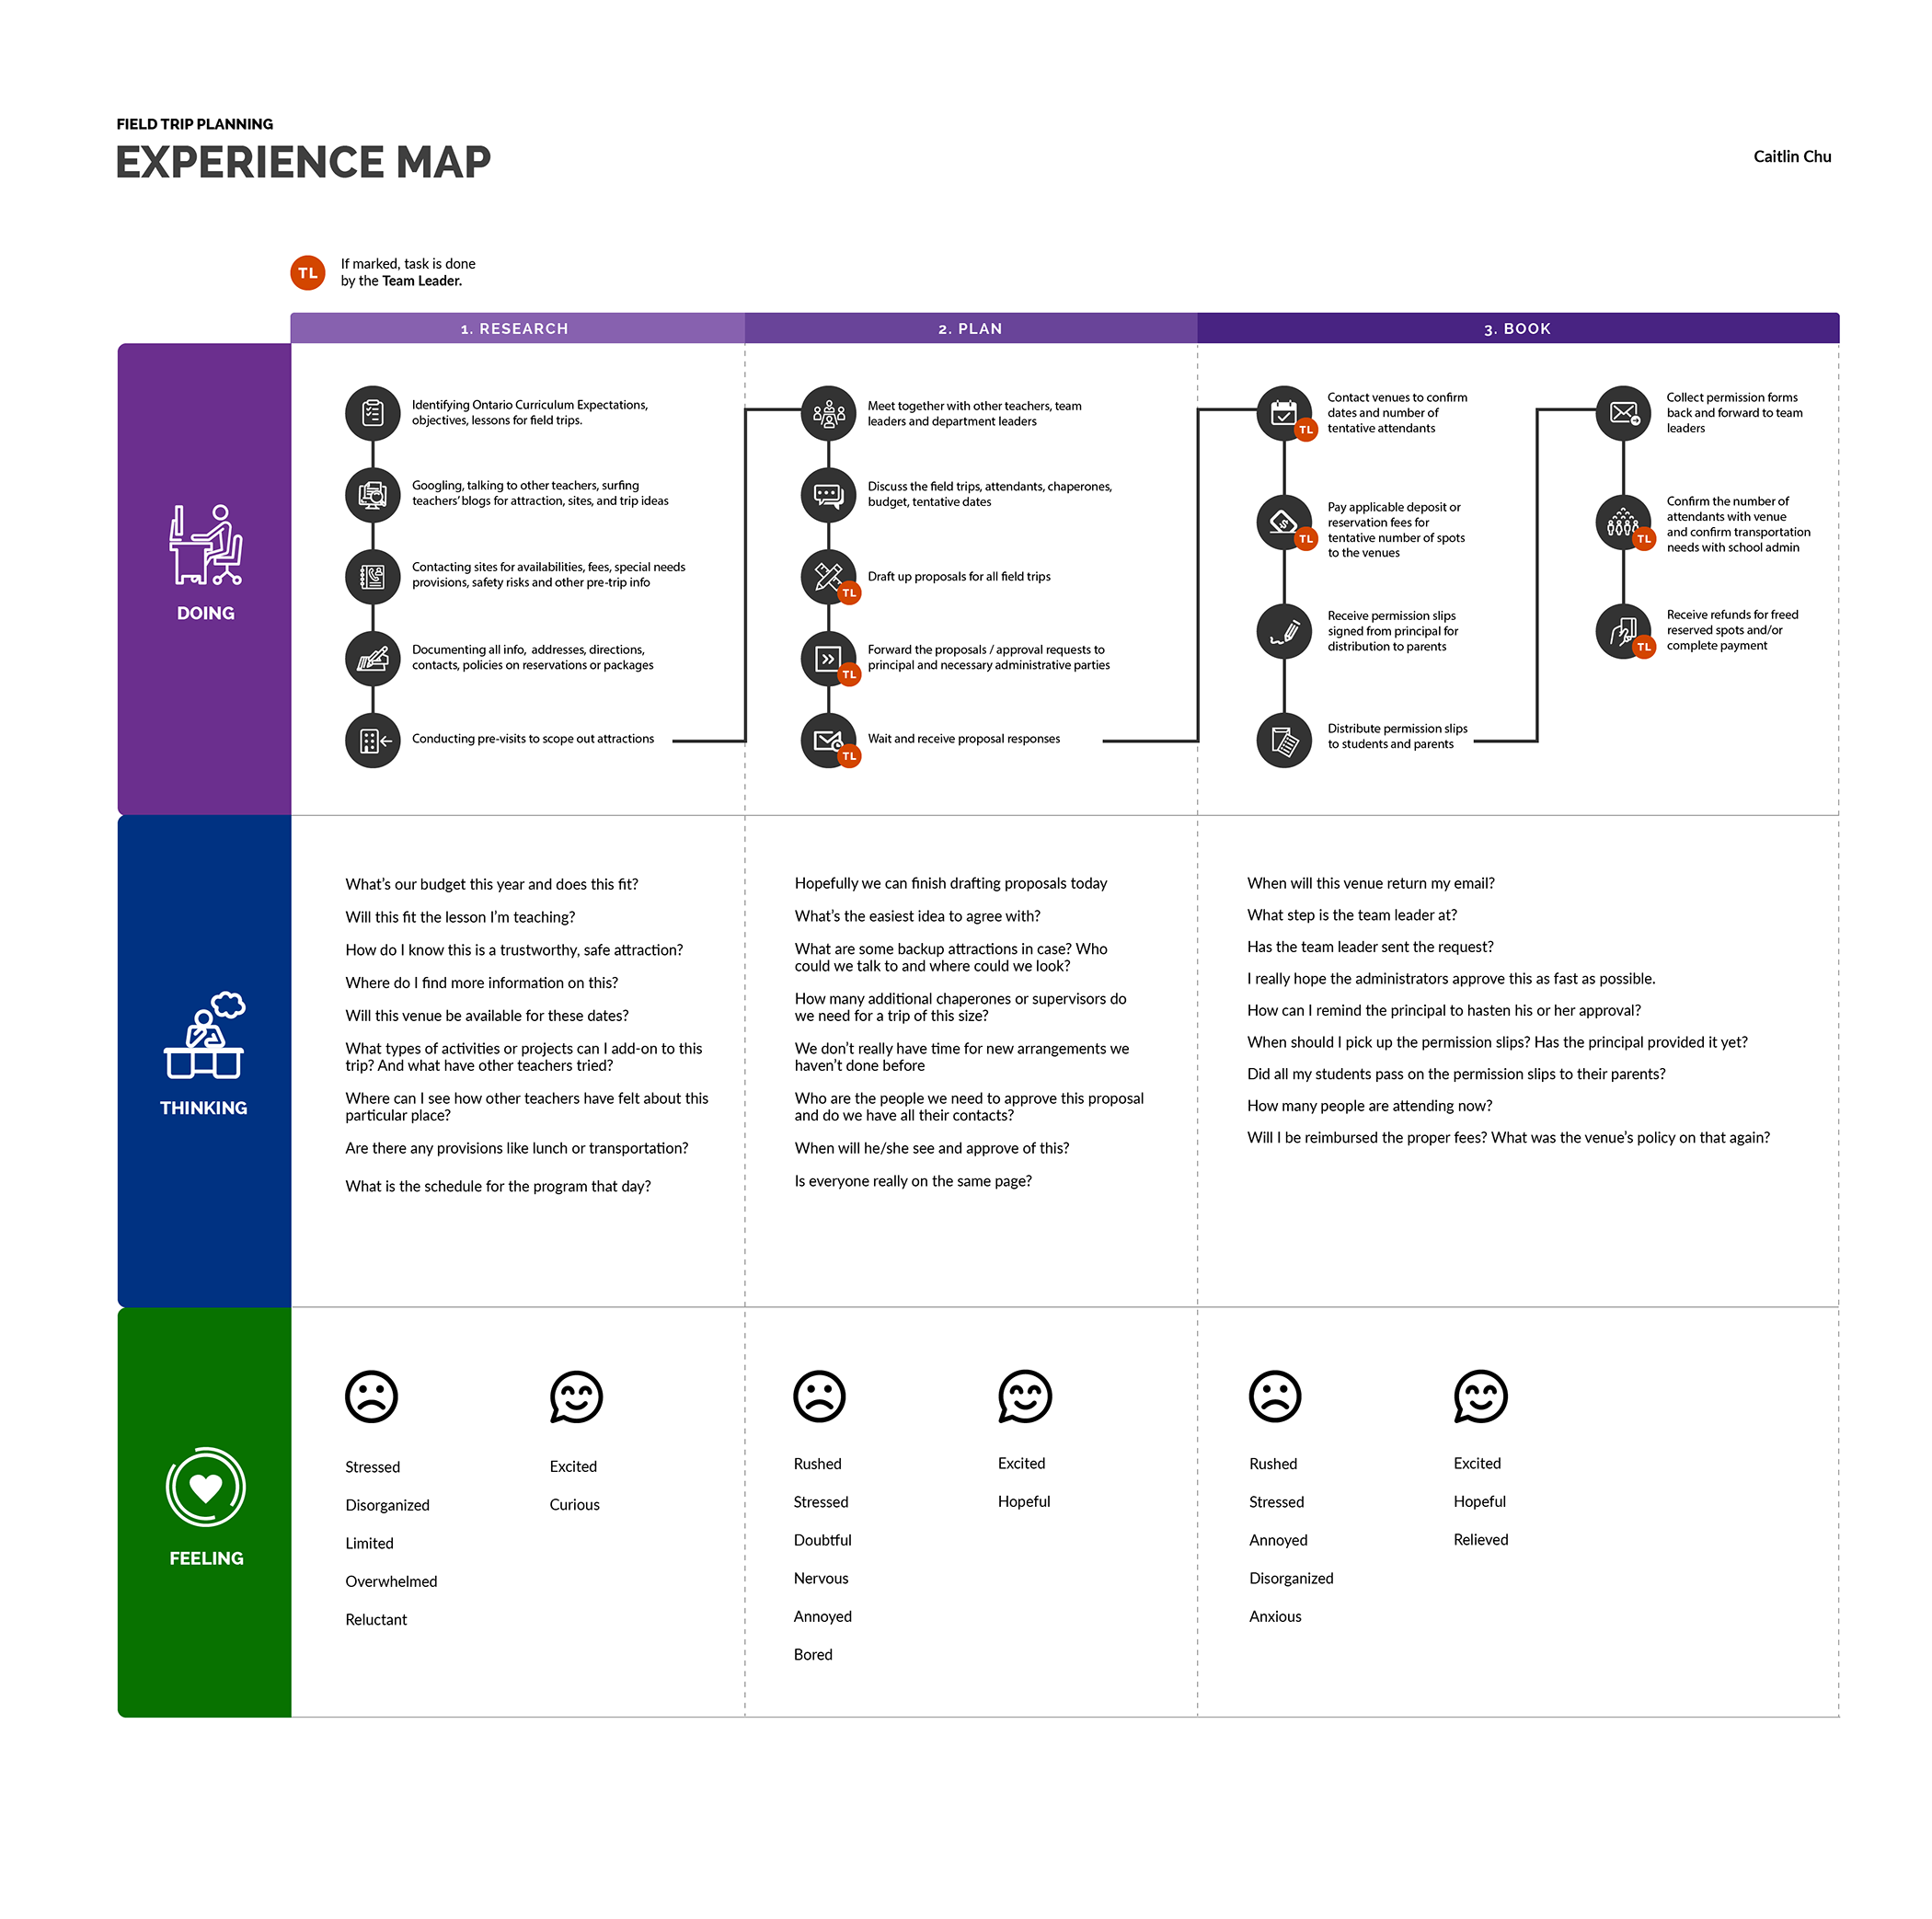 FIELD TRIP PLANNING
EXPERIENCE MAP
Caitlin Chu
TL
If marked, task is done
by the Team Leader.
1. RESEARCH
2. PLAN
3. BOOK
DOING
Identifying Ontario Curriculum Expectations,
objectives, lessons for field trips.
Googling, talking to other teachers, surfing
teachers' blogs for attraction, sites, and trip ideas
Contacting sites for availabilities, fees, special needs
provisions, safety risks and other pre-trip info
Documenting all info, addresses, directions,
contacts, policies on reservations or packages
Conducting pre-visits to scope out attractions
Meet together with other teachers, team
leaders and department leaders
Discuss the field trips, attendants, chaperones,
budget, tentative dates
TL
Draft up proposals for all field trips
TL
Forward the proposals / approval requests to
principal and necessary administrative parties
TL
Wait and receive proposal responses
TL
Contact venues to confirm
dates and number of
tentative attendants
TL
Pay applicable deposit or
reservation fees for
tentative number of spots
to the venues
Receive permission slips
signed from principal for
distribution to parents
Distribute permission slips
to students and parents
Collect permission forms
back and forward to team
leaders
TL
Confirm the number of
attendants with venue
and confirm transportation
needs with school admin
TL
Receive refunds for freed
reserved spots and/or
complete payment
THINKING
What's our budget this year and does this fit?
Will this fit the lesson I'm teaching?
How do I know this is a trustworthy, safe attraction?
Where do I find more information on this?
Will this venue be available for these dates?
What types of activities or projects can I add-on to this
trip? And what have other teachers tried?
Where can I see how other teachers have felt about this
particular place?
Are there any provisions like lunch or transportation?
What is the schedule for the program that day?
Hopefully we can finish drafting proposals today
What's the easiest idea to agree with?
What are some backup attractions in case? Who
could we talk to and where could we look?
How many additional chaperones or supervisors do
we need for a trip of this size?
We don't really have time for new arrangements we
haven't done before
Who are the people we need to approve this proposal
and do we have all their contacts?
When will he/she see and approve of this?
Is everyone really on the same page?
When will this venue return my email?
What step is the team leader at?
Has the team leader sent the request?
I really hope the administrators approve this as fast as possible.
How can I remind the principal to hasten his or her approval?
When should I pick up the permission slips? Has the principal provided it yet?
Did all my students pass on the permission slips to their parents?
How many people are attending now?
Will I be reimbursed the proper fees? What was the venue's policy on that again?
FEELING
Stressed
Disorganized
Limited
Overwhelmed
Reluctant
Excited
Curious
Rushed
Stressed
Doubtful
Nervous
Annoyed
Bored
Excited
Hopeful
Rushed
Stressed
Annoyed
Disorganized
Anxious
Excited
Hopeful
Relieved